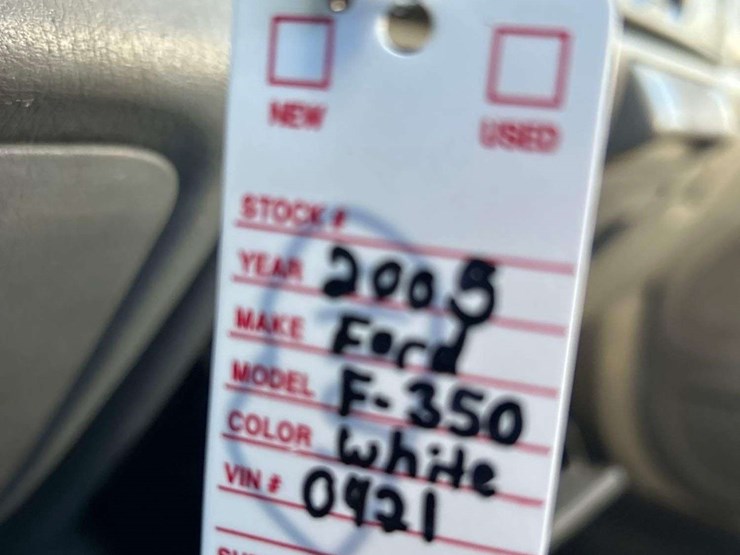 NEW USED
STOCK #
YEAR 2005
MAKE Ford
MODEL F-350
COLOR white
VIN # 0921